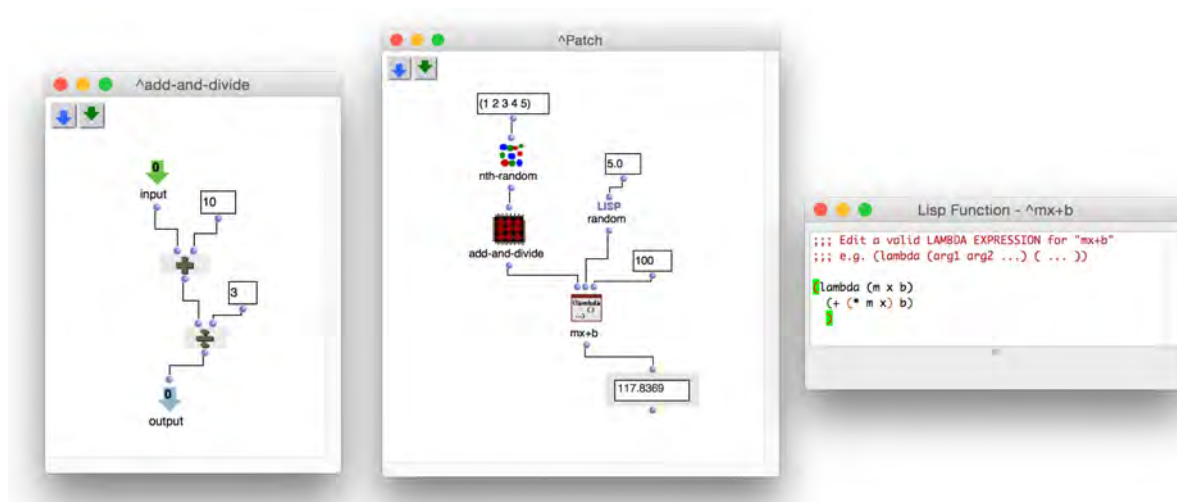 ^add-and-divide
0
input
10
3
0
output
^Patch
(1 2 3 4 5)
nth-random
5.0
LISP
random
add-and-divide
100
(lambda
()
...)
mx+b
117.8369
Lisp Function - ^mx+b
;;; Edit a valid LAMBDA EXPRESSION for "mx+b"
;;; e.g. (lambda (arg1 arg2 ...) ( ... ))
(lambda (m x b)
(+ (* m x) b)
)